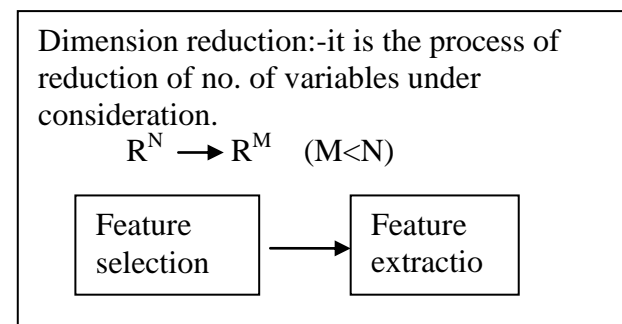 Dimension reduction:-it is the process of
reduction of no. of variables under
consideration.
R^N → R^M (M<N)
Feature
selection
Feature
extractio